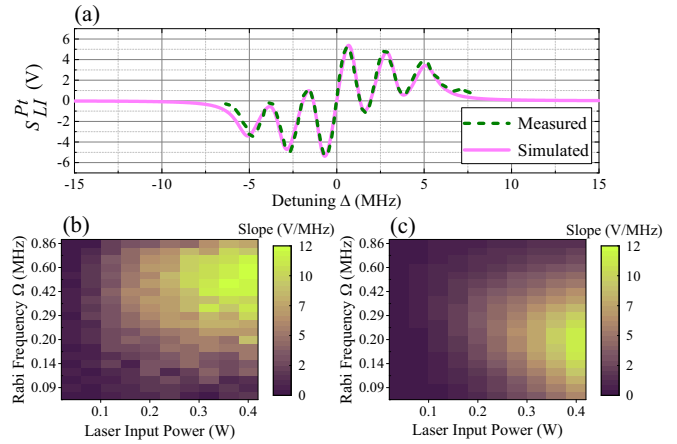 (a)
S_{LI}^{Pt} (V)
6
4
2
0
-2
-4
-6
-15 -10 -5 0 5 10 15
Detuning Δ (MHz)
Measured
Simulated
(b)
Slope (V/MHz)
Rabi Frequency Ω (MHz)
0.86
0.60
0.42
0.29
0.20
0.14
0.09
0.1 0.2 0.3 0.4
Laser Input Power (W)
12
10
7
5
2
0
(c)
Slope (V/MHz)
Rabi Frequency Ω (MHz)
0.86
0.60
0.42
0.29
0.20
0.14
0.09
0.1 0.2 0.3 0.4
Laser Input Power (W)
12
10
7
5
2
0